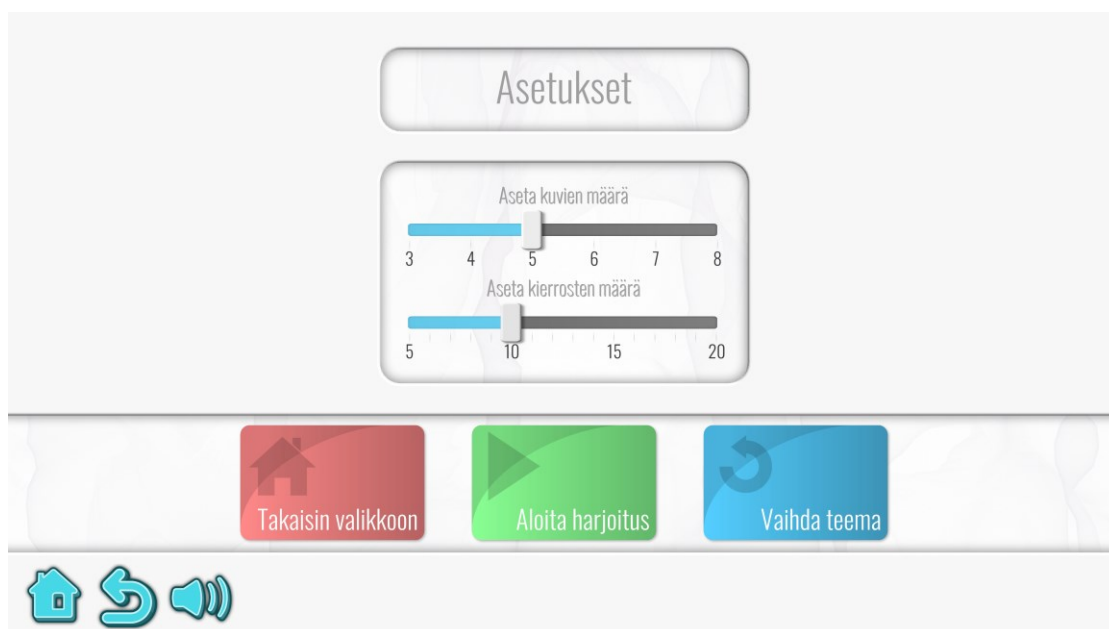 Asetukset
Aseta kuvien määrä
3 4 5 6 7 8
Aseta kierrosten määrä
5 10 15 20
Takaisin valikkoon
Aloita harjoitus
Vaihda teema